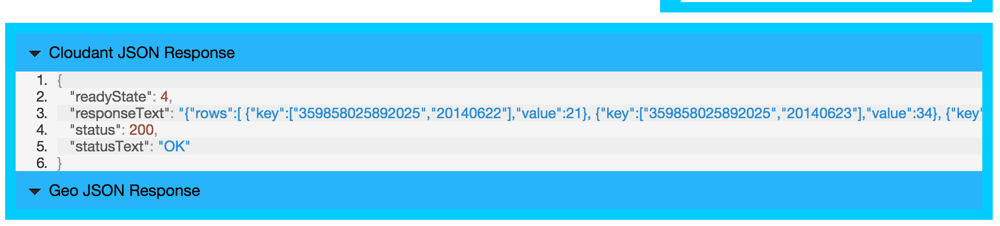 Cloudant JSON Response
1. {
2. "readyState": 4,
3. "responseText": "{"rows":[ {"key":["359858025892025","20140622"],"value":21}, {"key":["359858025892025","20140623"],"value":34}, {"key"
4. "status": 200,
5. "statusText": "OK"
6. }
Geo JSON Response